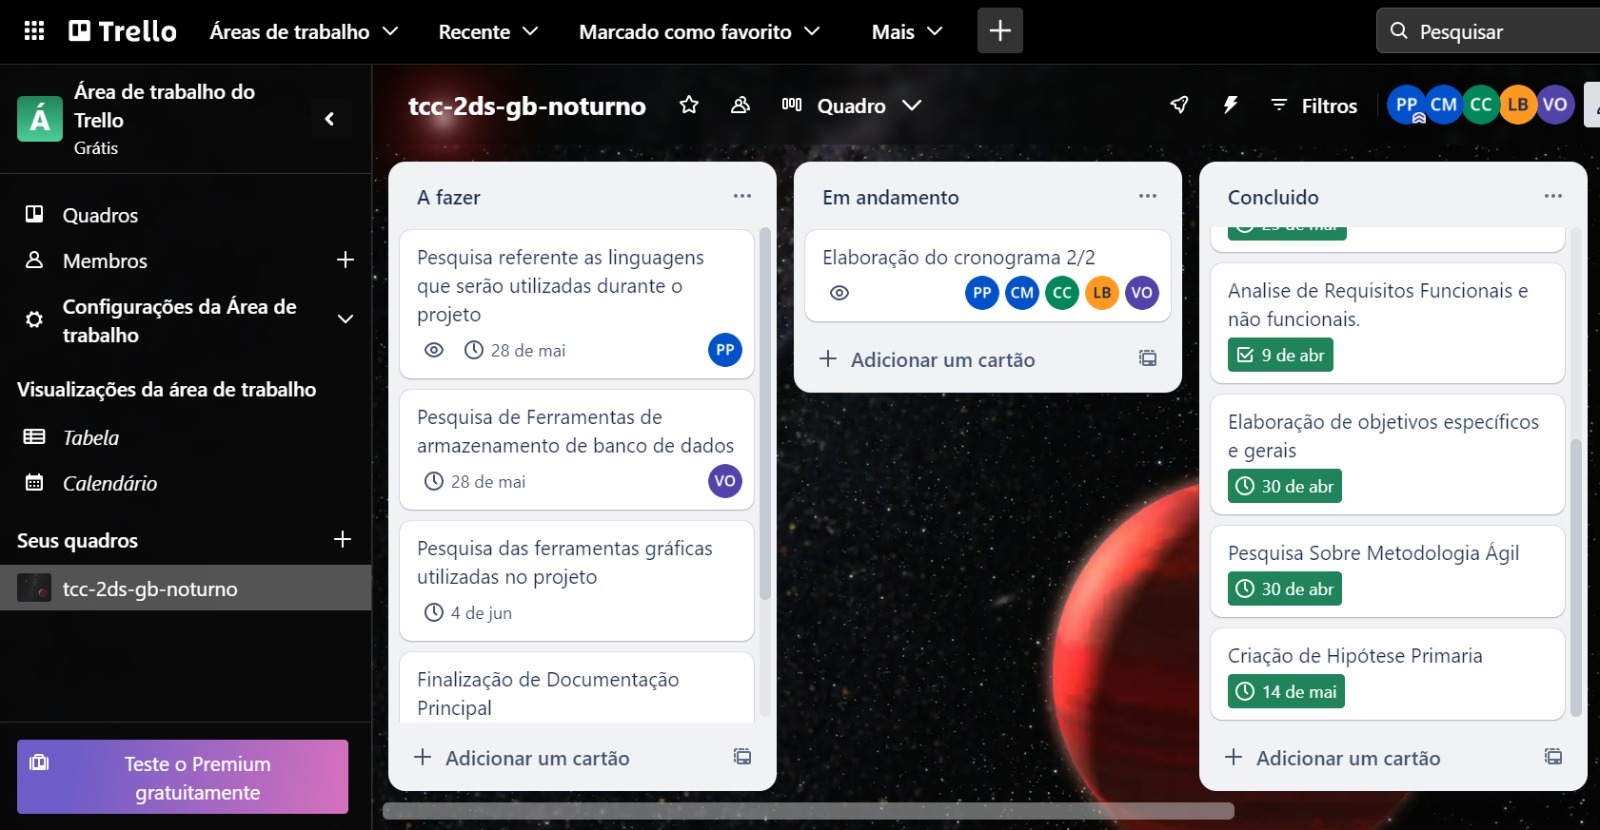 Trello
Áreas de trabalho
Recente
Marcado como favorito
Mais
Pesquisar
Á
Área de trabalho do
Trello
Grátis
Quadros
Membros
Configurações da Área de
trabalho
Visualizações da área de trabalho
Tabela
Calendário
Seus quadros
tcc-2ds-gb-noturno
Teste o Premium
gratuitamente
tcc-2ds-gb-noturno
Quadro
Filtros
PP CM CC LB VO
A fazer
Pesquisa referente as linguagens
que serão utilizadas durante o
projeto
28 de mai
PP
Pesquisa de Ferramentas de
armazenamento de banco de dados
28 de mai
VO
Pesquisa das ferramentas gráficas
utilizadas no projeto
4 de jun
Finalização de Documentação
Principal
Adicionar um cartão
Em andamento
Elaboração do cronograma 2/2
PP CM CC LB VO
Adicionar um cartão
Concluido
Analise de Requisitos Funcionais e
não funcionais.
9 de abr
Elaboração de objetivos específicos
e gerais
30 de abr
Pesquisa Sobre Metodologia Ágil
30 de abr
Criação de Hipótese Primaria
14 de mai
Adicionar um cartão